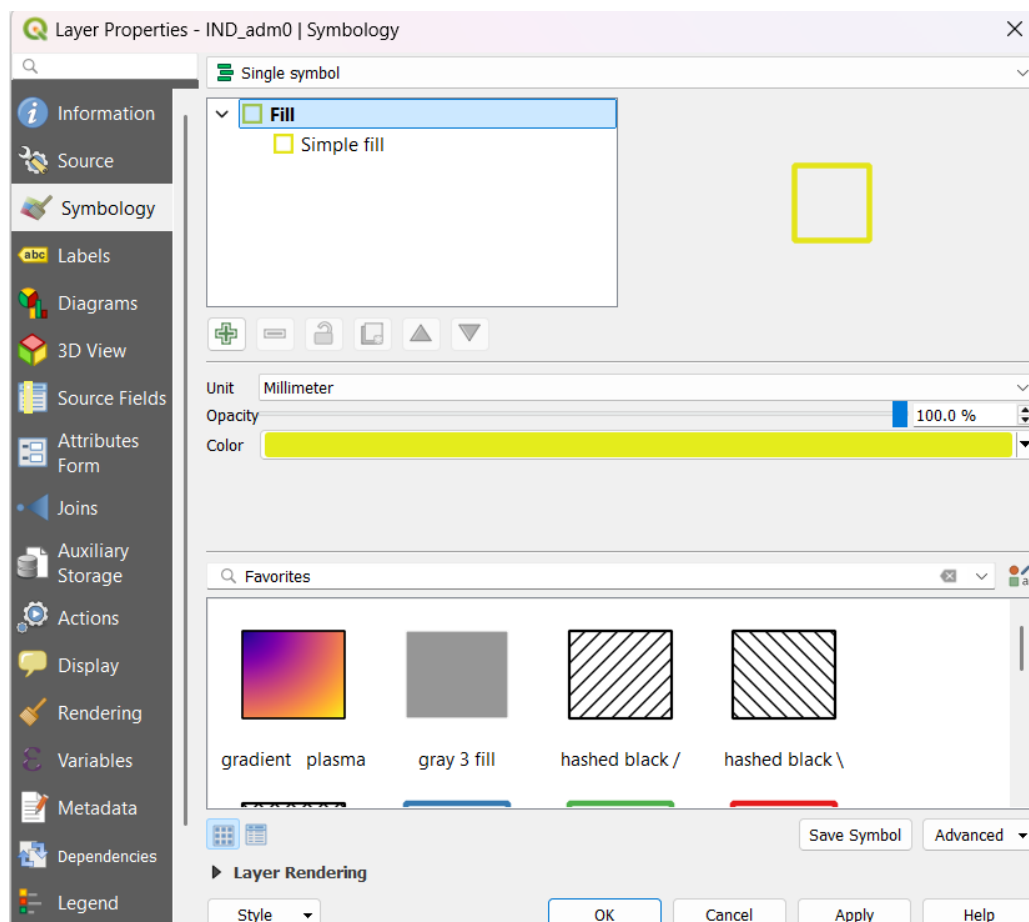 Layer Properties - IND_adm0 | Symbology
Single symbol
Information
Source
Symbology
abc Labels
Diagrams
3D View
Source Fields
Attributes
Form
Joins
Auxiliary
Storage
Actions
Display
Rendering
Variables
Metadata
Dependencies
Legend
Fill
Simple fill
Unit Millimeter
Opacity 100.0 %
Color
Favorites
gradient plasma
gray 3 fill
hashed black /
hashed black \
Save Symbol
Advanced
Layer Rendering
Style
OK
Cancel
Apply
Help